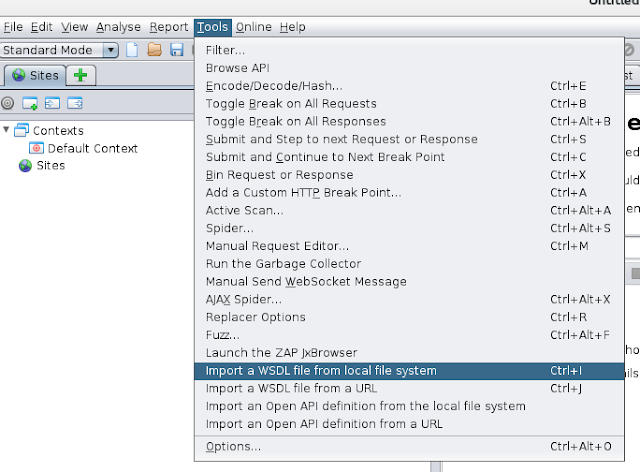 Untitled
File Edit View Analyse Report Tools Online Help
Standard Mode
Sites
Contexts
Default Context
Sites
Filter...
Browse API
Encode/Decode/Hash... Ctrl+E
Toggle Break on All Requests Ctrl+B
Toggle Break on All Responses Ctrl+Alt+B
Submit and Step to next Request or Response Ctrl+S
Submit and Continue to Next Break Point Ctrl+C
Bin Request or Response Ctrl+X
Add a Custom HTTP Break Point... Ctrl+A
Active Scan... Ctrl+Alt+A
Spider... Ctrl+Alt+S
Manual Request Editor... Ctrl+M
Run the Garbage Collector
Manual Send WebSocket Message
AJAX Spider... Ctrl+Alt+X
Replacer Options Ctrl+R
Fuzz... Ctrl+Alt+F
Launch the ZAP JxBrowser
Import a WSDL file from local file system Ctrl+I
Import a WSDL file from a URL Ctrl+J
Import an Open API definition from the local file system
Import an Open API definition from a URL
Options... Ctrl+Alt+O